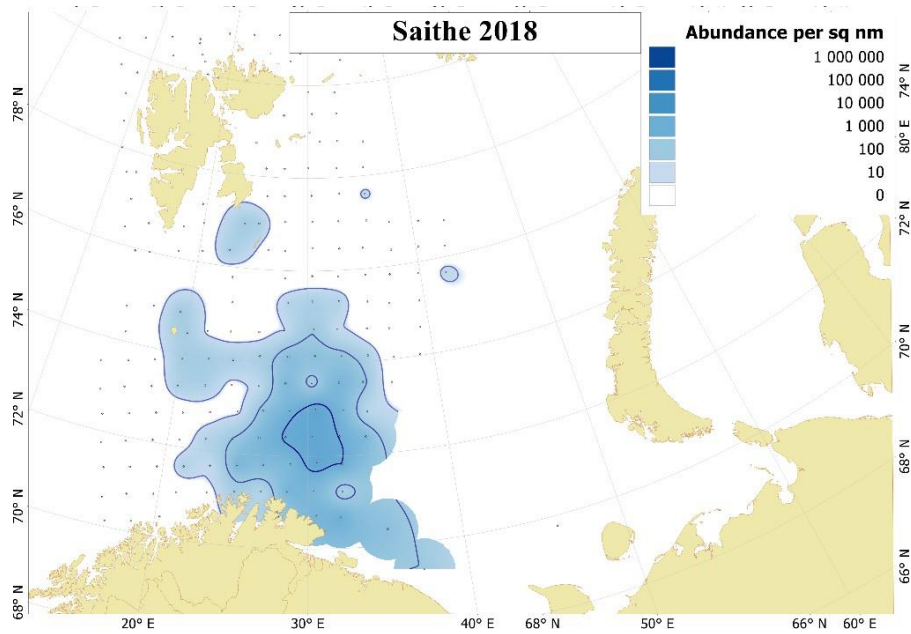 Saithe 2018
Abundance per sq nm
1 000 000
100 000
10 000
1 000
100
10
0
78° N
76° N
74° N
72° N
70° N
68° N
74° N
80° E
72° N
70° N
68° N
66° N
20° E
30° E
40° E
68° N
50° E
66° N
60° E